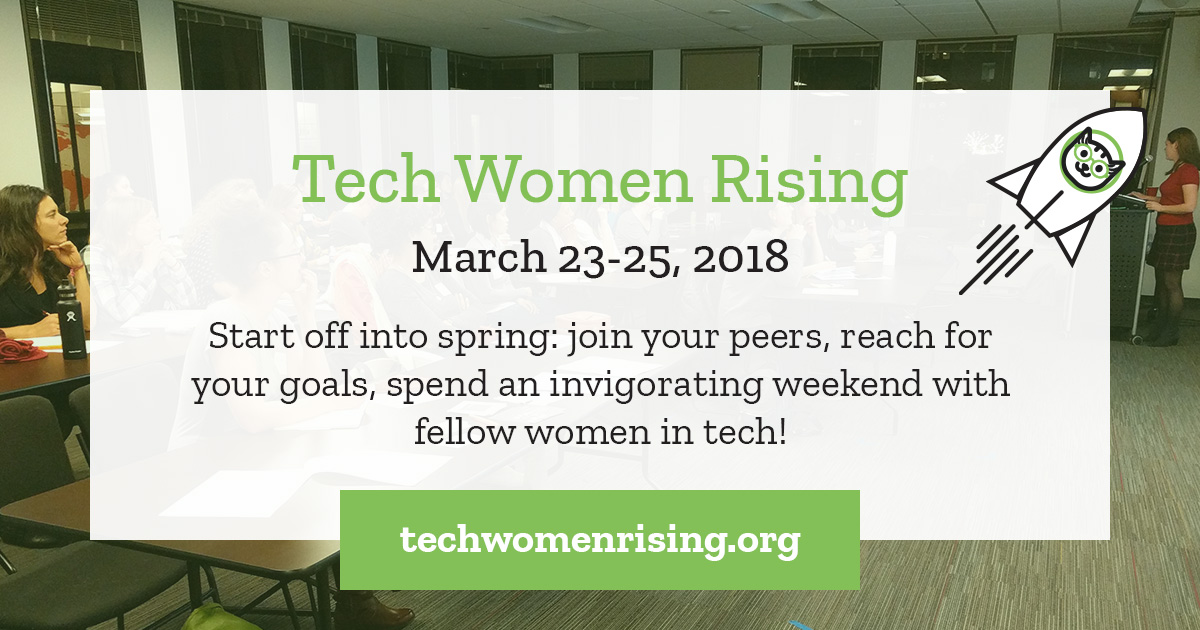 Tech Women Rising
March 23-25, 2018
Start off into spring: join your peers, reach for
your goals, spend an invigorating weekend with
fellow women in tech!
techwomenrising.org